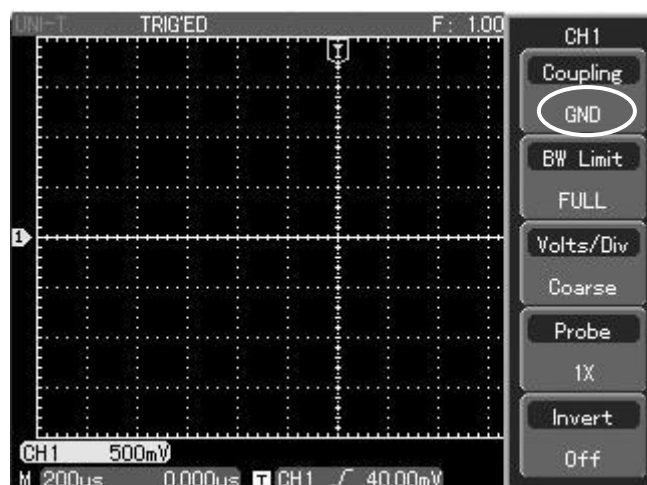 UNI-T TRIG'ED F: 1.00
T
CH1
Coupling
GND
BW Limit
FULL
1
Volts/Div
Coarse
Probe
1X
Invert
Off
CH1 500mV
M 200us 0.000us T CH1 40.00mV